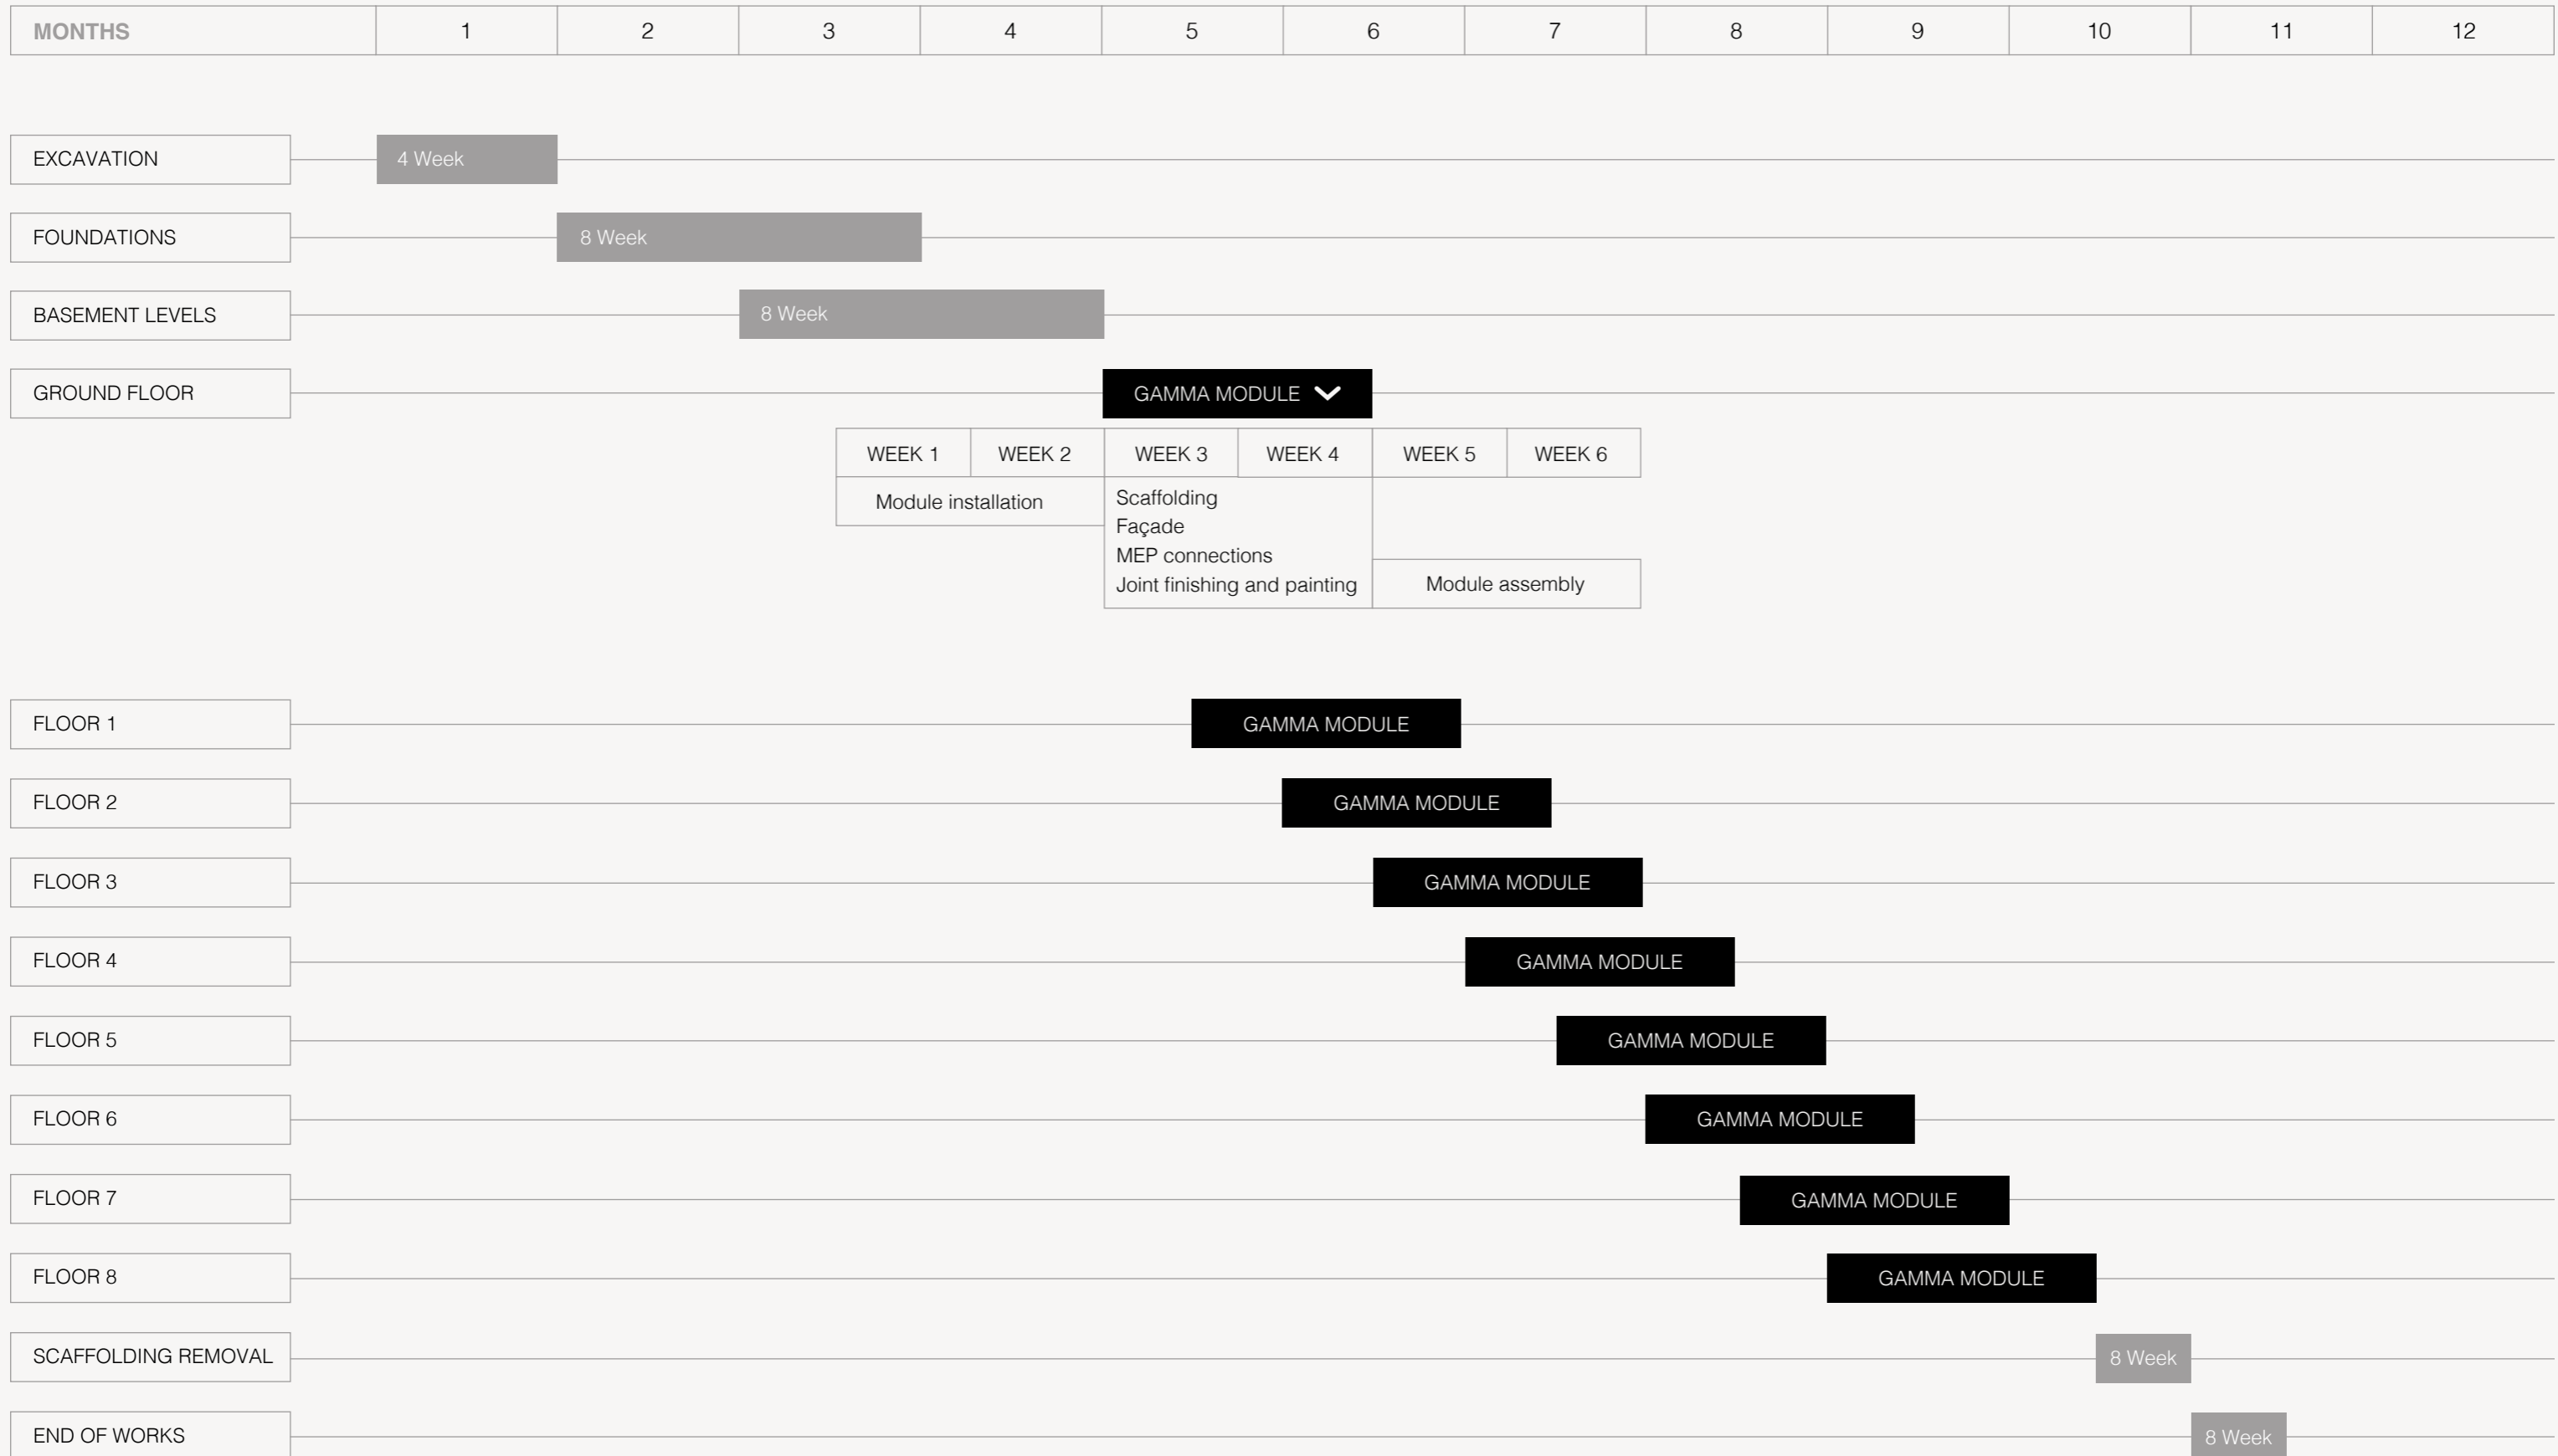 MONTHS 1 2 3 4 5 6 7 8 9 10 11 12
EXCAVATION 4 Week
FOUNDATIONS 8 Week
BASEMENT LEVELS 8 Week
GROUND FLOOR GAMMA MODULE
WEEK 1 WEEK 2 WEEK 3 WEEK 4 WEEK 5 WEEK 6
Module installation
Scaffolding
Façade
MEP connections
Joint finishing and painting
Module assembly
FLOOR 1 GAMMA MODULE
FLOOR 2 GAMMA MODULE
FLOOR 3 GAMMA MODULE
FLOOR 4 GAMMA MODULE
FLOOR 5 GAMMA MODULE
FLOOR 6 GAMMA MODULE
FLOOR 7 GAMMA MODULE
FLOOR 8 GAMMA MODULE
SCAFFOLDING REMOVAL 8 Week
END OF WORKS 8 Week